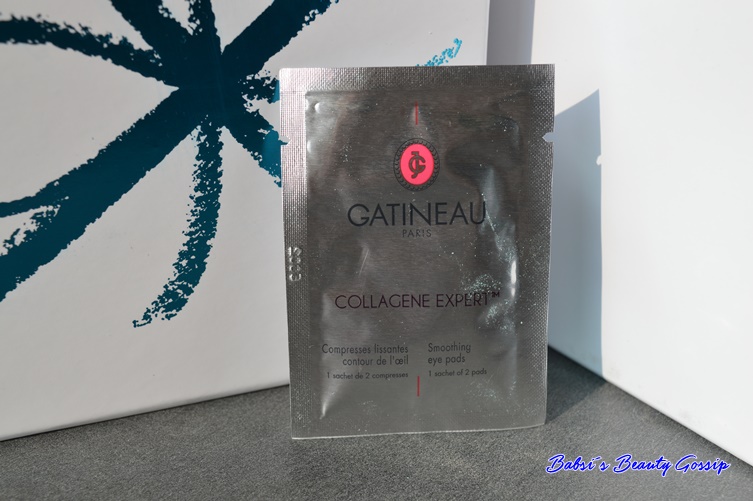 GATINEAU
PARIS
COLLAGENE EXPERT™
Compresses lissantes
contour de l'œil
1 sachet de 2 compresses
Smoothing
eye pads
1 sachet of 2 pads
Babsi´s Beauty Gossip